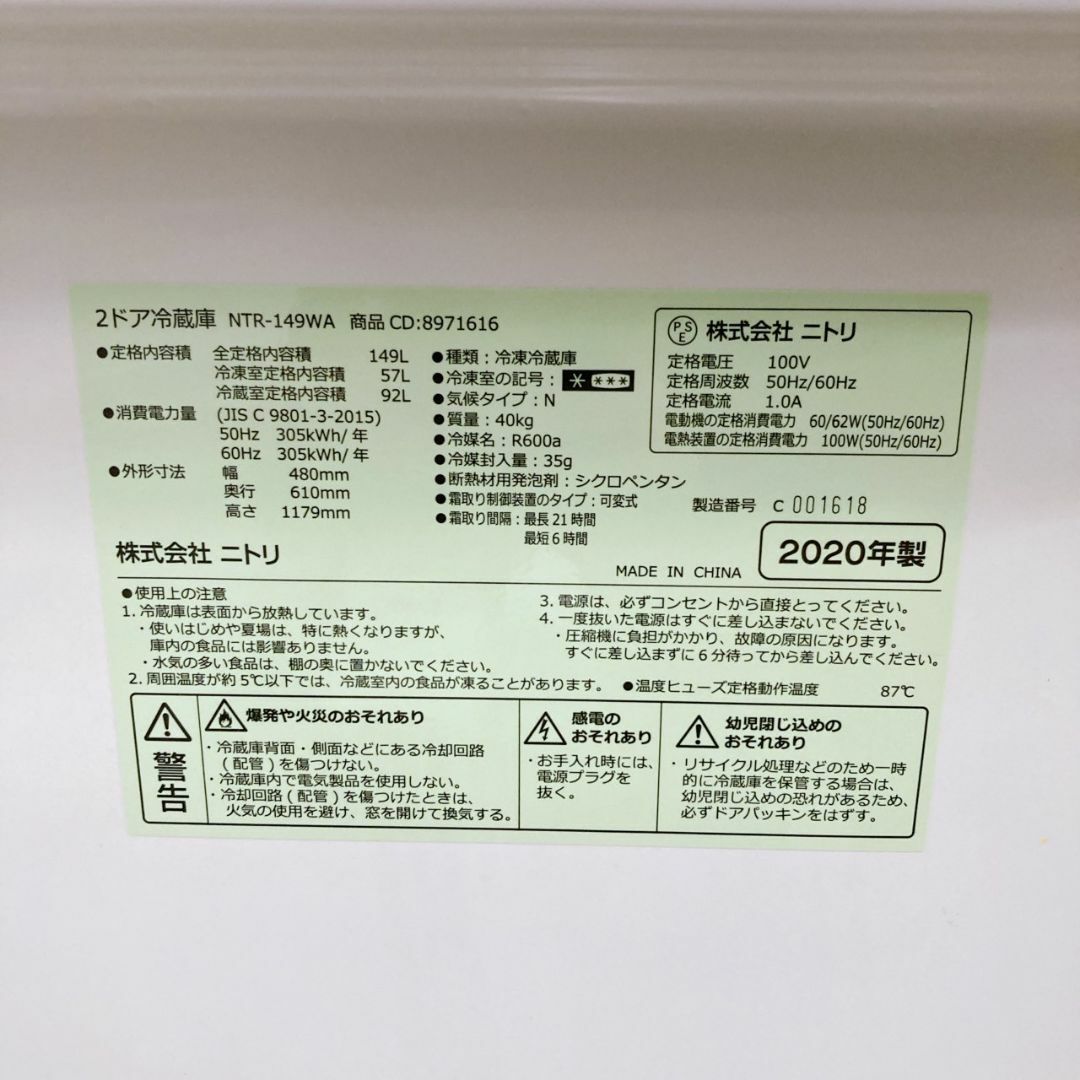 2ドア冷蔵庫 NTR-149WA 商品CD:8971616
●定格内容積 全定格内容積 149L
冷凍室定格内容積 57L
冷蔵室定格内容積 92L
●消費電力量 (JIS C 9801-3-2015)
50Hz 305kWh/年
60Hz 305kWh/年
●外形寸法 幅 480mm
奥行 610mm
高さ 1179mm
株式会社 ニトリ
●種類：冷凍冷蔵庫
●冷凍室の記号：
●気候タイプ：N
●質量：40kg
●冷媒名：R600a
●冷媒封入量：35g
●断熱材用発泡剤：シクロペンタン
●霜取り制御装置のタイプ：可変式
●霜取り間隔：最長21時間
最短6時間
PSE 株式会社 ニトリ
定格電圧 100V
定格周波数 50Hz/60Hz
定格電流 1.0A
電動機の定格消費電力 60/62W(50Hz/60Hz)
電熱装置の定格消費電力 100W(50Hz/60Hz)
製造番号 C 001618
MADE IN CHINA
2020年製
●使用上の注意
1. 冷蔵庫は表面から放熱しています。
・使いはじめや夏場は、特に熱くなりますが、
庫内の食品には影響ありません。
・水気の多い食品は、棚の奥に置かないでください。
2. 周囲温度が約5℃以下では、冷蔵室内の食品が凍ることがあります。
3. 電源は、必ずコンセントから直接とってください。
4. 一度抜いた電源はすぐに差し込まないでください。
・圧縮機に負担がかかり、故障の原因になります。
すぐに差し込まずに6分待ってから差し込んでください。
●温度ヒューズ定格動作温度 87℃
警告
爆発や火災のおそれあり
・冷蔵庫背面・側面などにある冷却回路
(配管)を傷つけない。
・冷蔵庫内で電気製品を使用しない。
・冷却回路(配管)を傷つけたときは、
火気の使用を避け、窓を開けて換気する。
感電の
おそれあり
・お手入れ時には、
電源プラグを
抜く。
幼児閉じ込めの
おそれあり
・リサイクル処理などのため一時
的に冷蔵庫を保管する場合は、
幼児閉じ込めの恐れがあるため、
必ずドアパッキンをはずす。